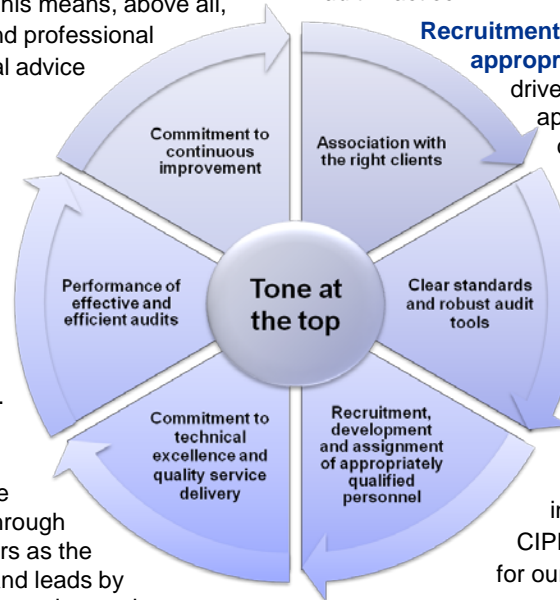 his means, above all,
nd professional
al advice
Recruitment
appropr
drive
ap
Commitment to
continuous
improvement
Association with
the right clients
Clear standards
and robust audit
tools
Recruitment,
development
and assignment
of appropriately
qualified
personnel
Commitment to
technical
excellence and
quality service
delivery
Performance of
effective and
efficient audits
Tone at
the top
e
hrough
rs as the
and leads by
in
CIP
for ou